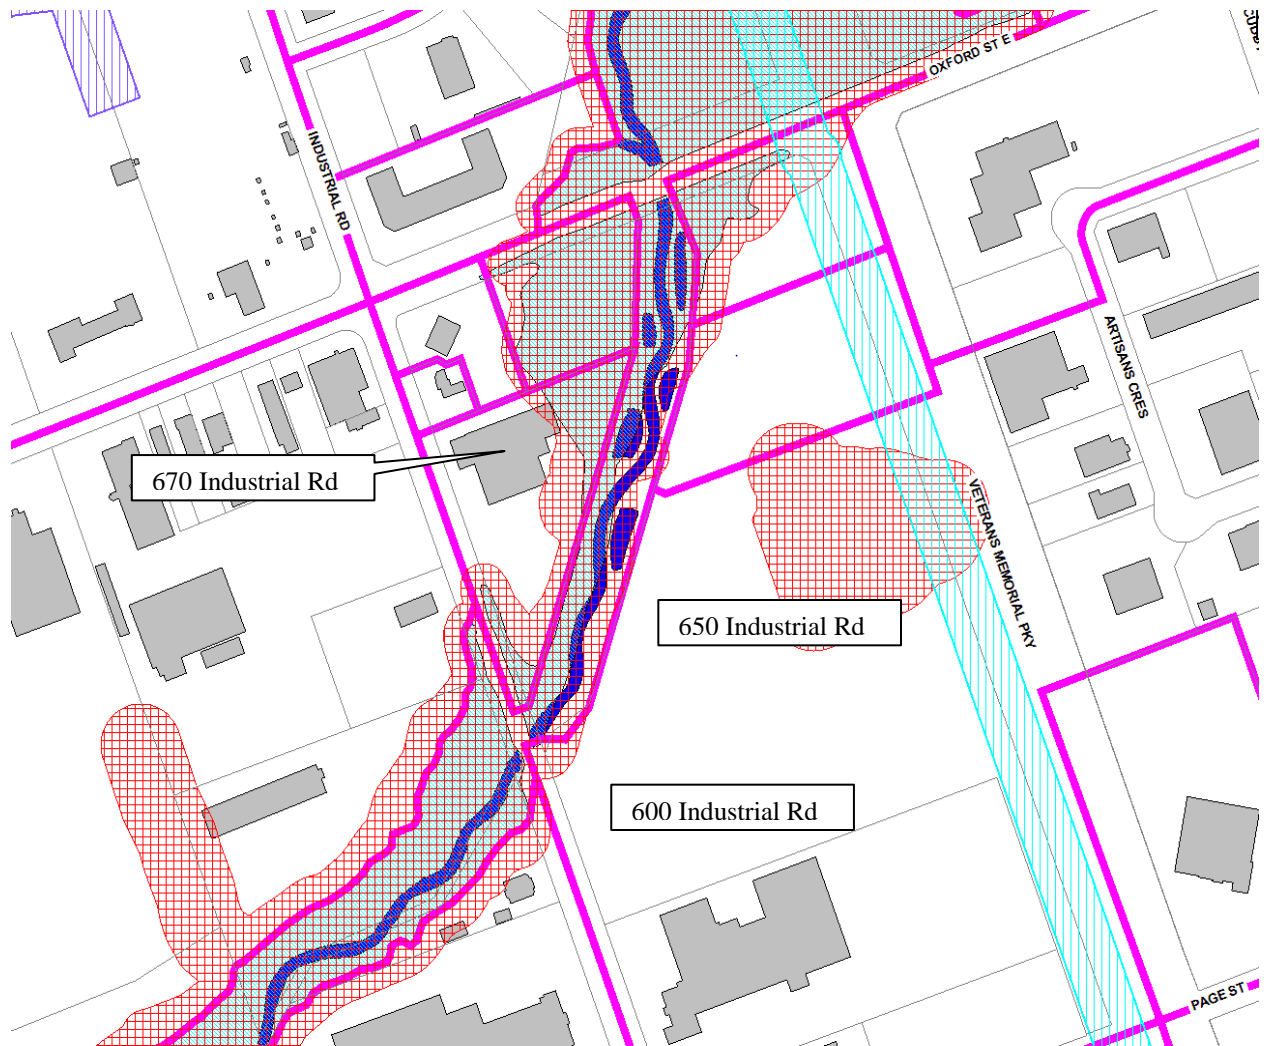 OXFORD ST E
INDUSTRIAL RD
ARTISANS CRES
670 Industrial Rd
VETERANS MEMORIAL PKY
650 Industrial Rd
600 Industrial Rd
PAGE ST